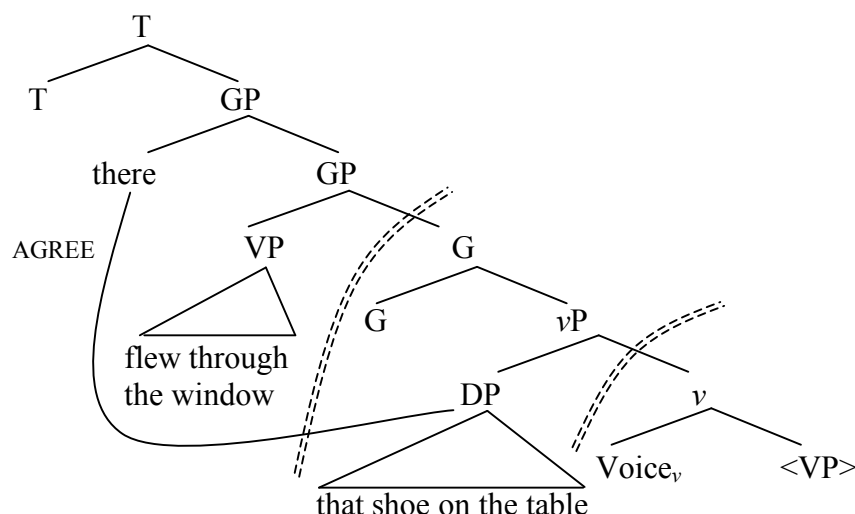 T
T GP
there GP
AGREE VP G
G vP
flew through
the window
DP v
Voicev <VP>
that shoe on the table